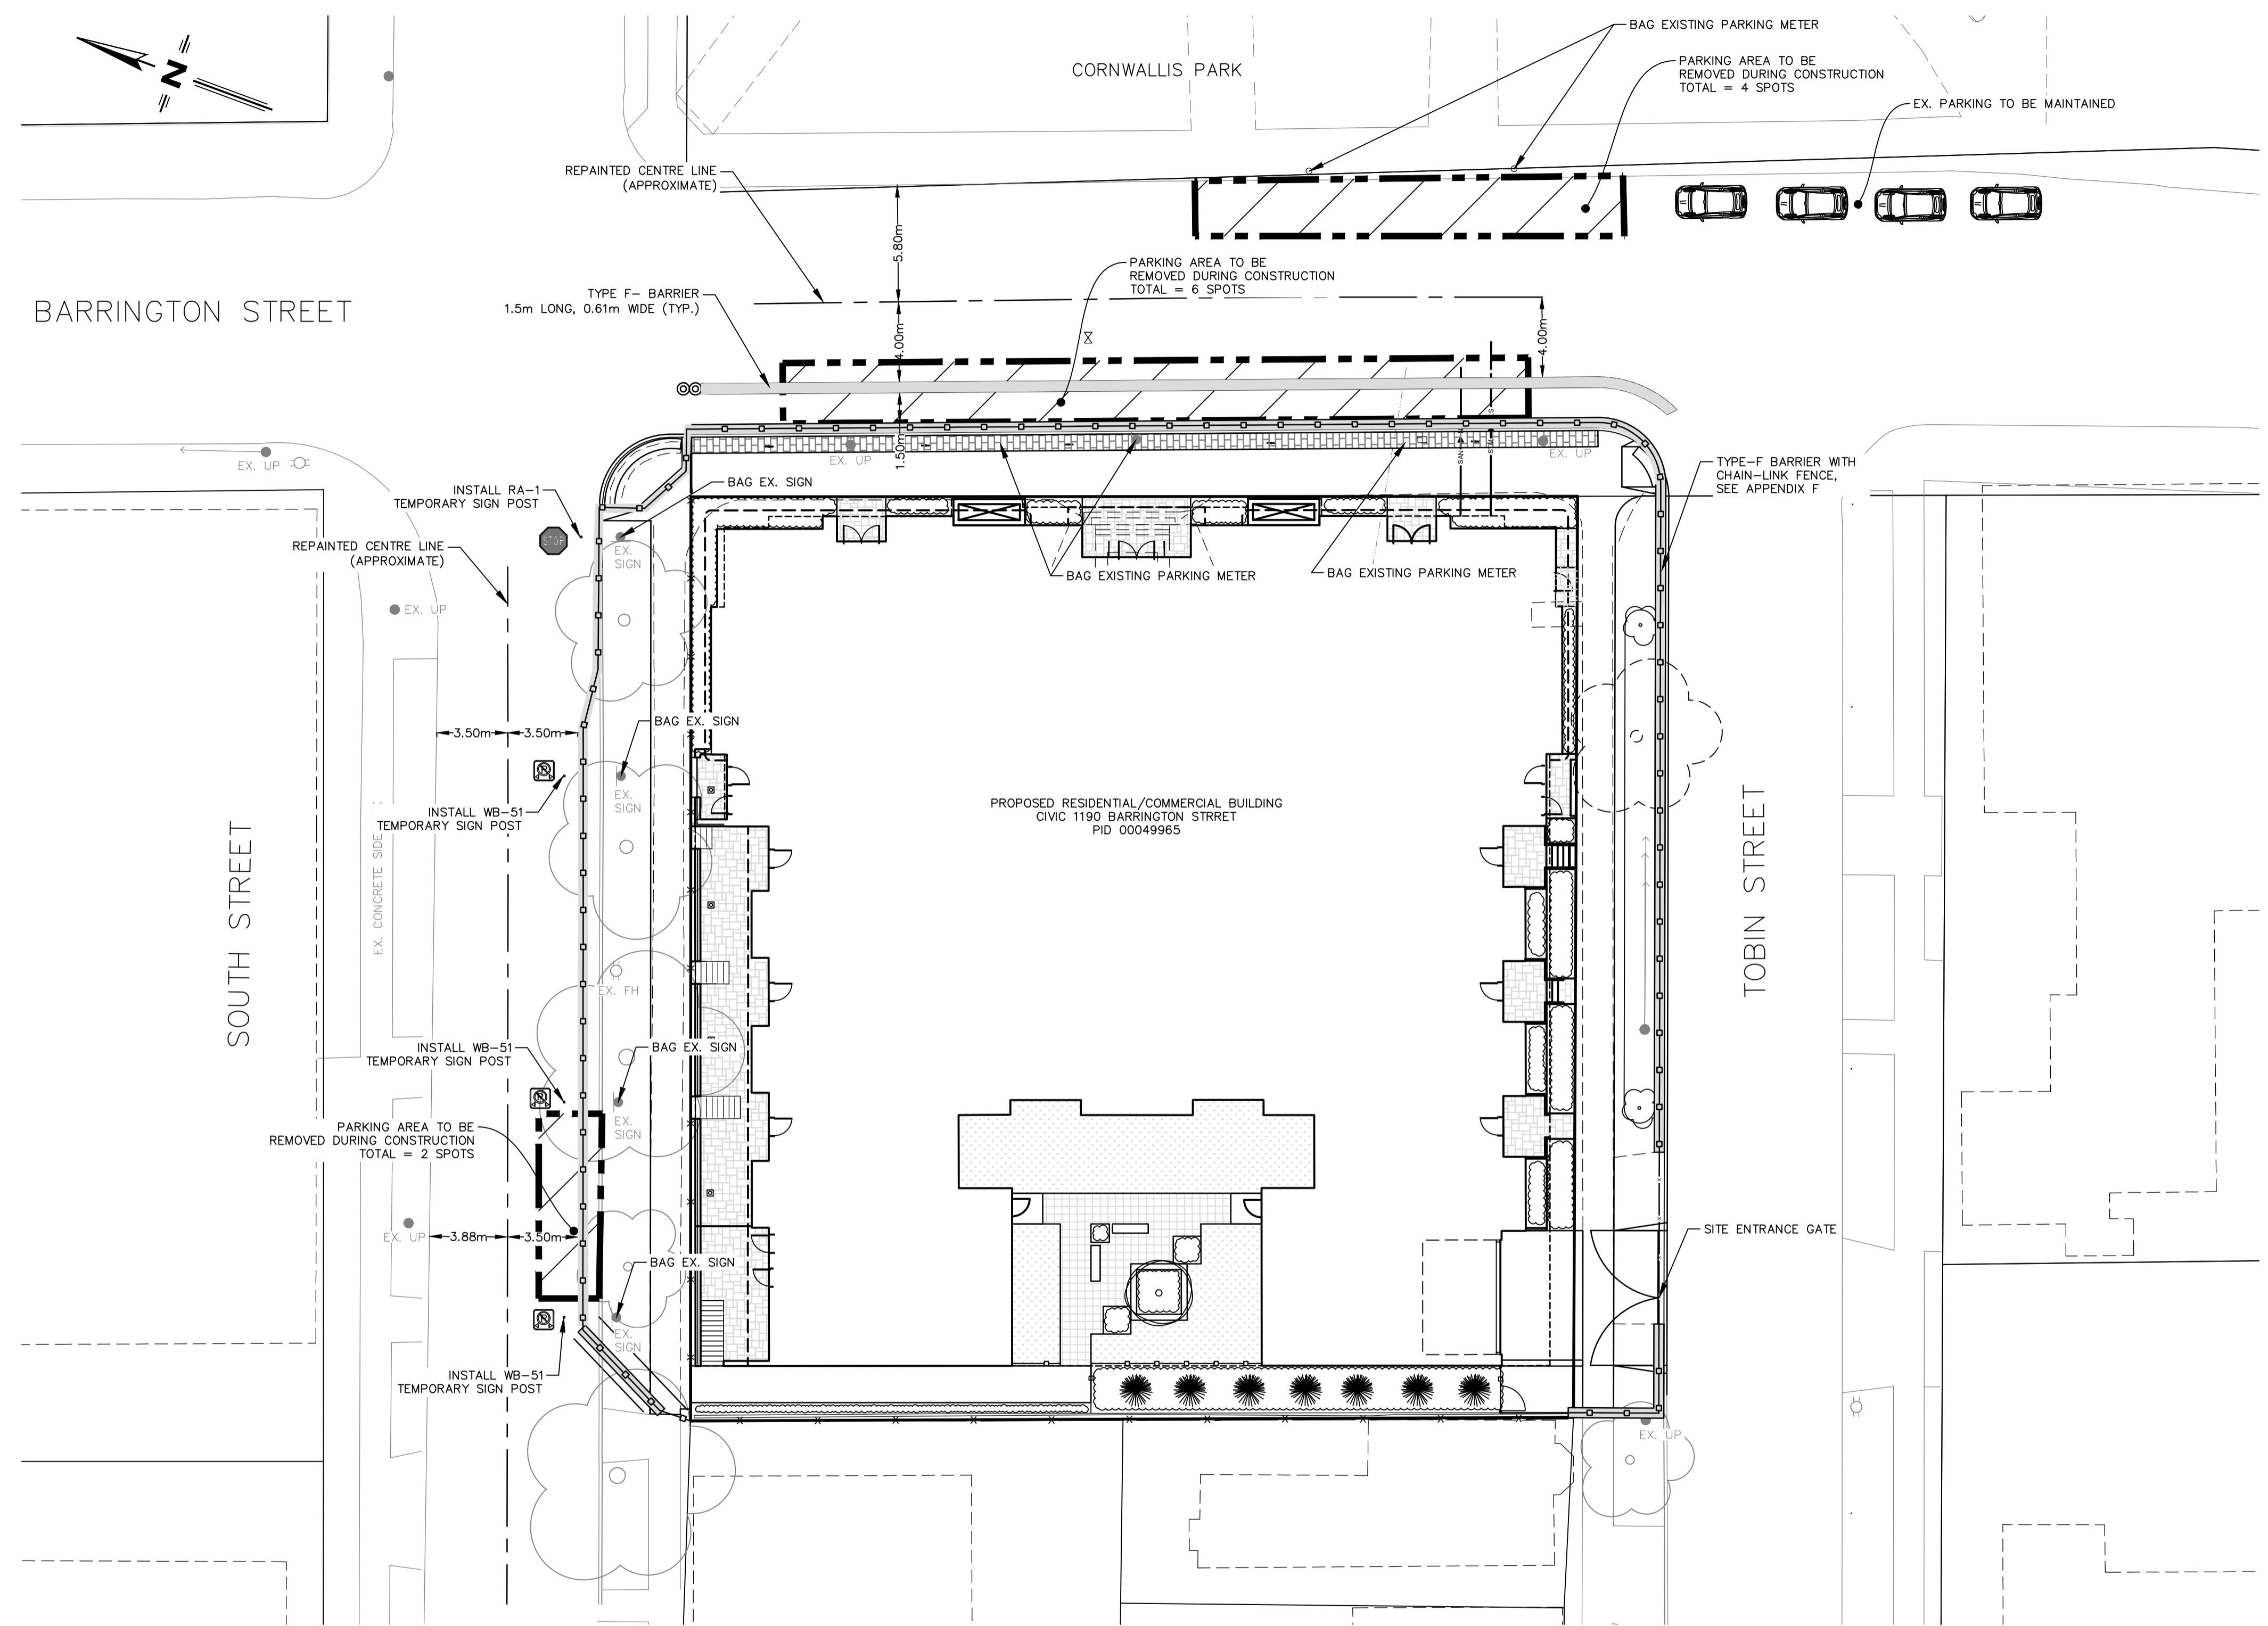 N
CORNWALLIS PARK
BAG EXISTING PARKING METER
PARKING AREA TO BE
REMOVED DURING CONSTRUCTION
TOTAL = 4 SPOTS
EX. PARKING TO BE MAINTAINED
REPAINTED CENTRE LINE
(APPROXIMATE)
5.80m
PARKING AREA TO BE
REMOVED DURING CONSTRUCTION
TOTAL = 6 SPOTS
TYPE F- BARRIER
1.5m LONG, 0.61m WIDE (TYP.)
BARRINGTON STREET
4.00m
4.00m
1.50m
EX. UP
EX. UP
EX. UP
SAN
TYPE-F BARRIER WITH
CHAIN-LINK FENCE,
SEE APPENDIX F
BAG EX. SIGN
INSTALL RA-1
TEMPORARY SIGN POST
STOP
EX.
SIGN
REPAINTED CENTRE LINE
(APPROXIMATE)
BAG EXISTING PARKING METER
BAG EXISTING PARKING METER
EX. UP
BAG EX. SIGN
3.50m
3.50m
EX.
SIGN
INSTALL WB-51
TEMPORARY SIGN POST
PROPOSED RESIDENTIAL/COMMERCIAL BUILDING
CIVIC 1190 BARRINGTON STRRET
PID 00049965
EX. CONCRETE SIDE
SOUTH STREET
TOBIN STREET
EX. FH
INSTALL WB-51
TEMPORARY SIGN POST
BAG EX. SIGN
EX.
SIGN
PARKING AREA TO BE
REMOVED DURING CONSTRUCTION
TOTAL = 2 SPOTS
EX. UP
3.88m
3.50m
SITE ENTRANCE GATE
BAG EX. SIGN
EX.
SIGN
INSTALL WB-51
TEMPORARY SIGN POST
EX. UP